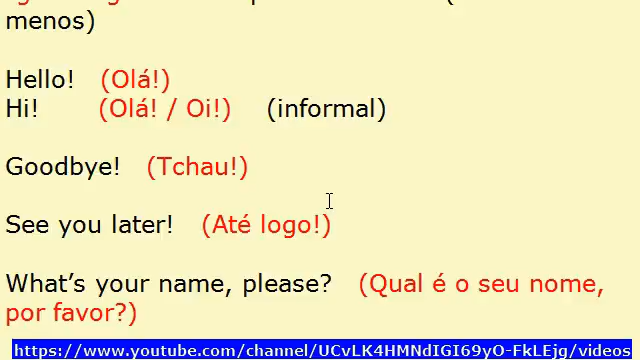 menos)
Hello! (Olá!)
Hi! (Olá! / Oi!) (informal)
Goodbye! (Tchau!)
See you later! (Até logo!)
What’s your name, please? (Qual é o seu nome,
por favor?)
https://www.youtube.com/channel/UCvLK4HMNdIGI69yO-FkLEjg/videos